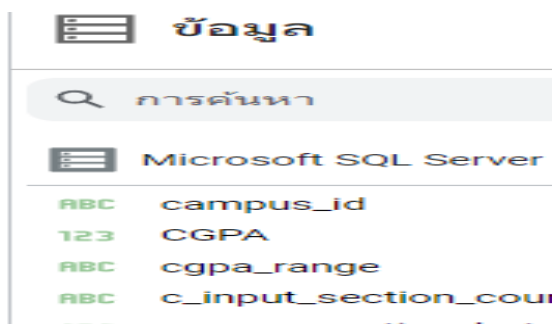 ข้อมูล
การค้นหา
Microsoft SQL Server
ABC campus_id
123 CGPA
ABC cgpa_range
ABC